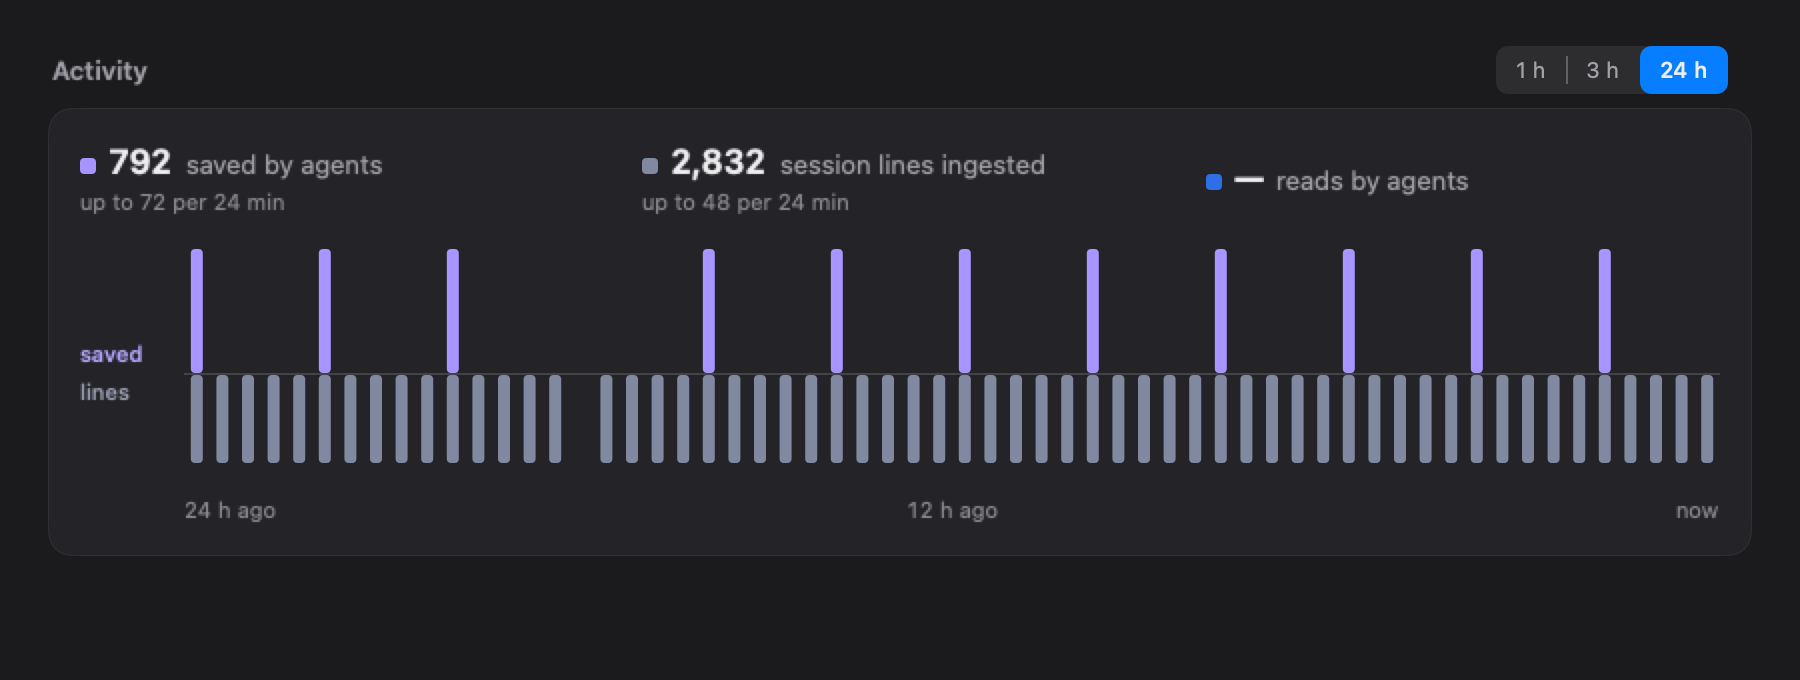 Activity
1 h
3 h
24 h
792 saved by agents
up to 72 per 24 min
2,832 session lines ingested
up to 48 per 24 min
— reads by agents
saved
lines
24 h ago
12 h ago
now